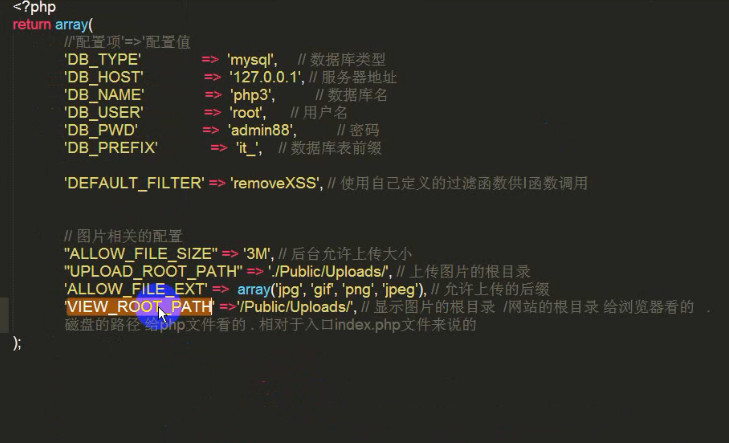 <?php
return array(
//'配置项'=>'配置值
'DB_TYPE' => 'mysql', // 数据库类型
'DB_HOST' => '127.0.0.1', // 服务器地址
'DB_NAME' => 'php3', // 数据库名
'DB_USER' => 'root', // 用户名
'DB_PWD' => 'admin88', // 密码
'DB_PREFIX' => 'it_', // 数据库表前缀
'DEFAULT_FILTER' => 'removeXSS', // 使用自己定义的过滤函数供I函数调用
// 图片相关的配置
"ALLOW_FILE_SIZE" => '3M', // 后台允许上传大小
"UPLOAD_ROOT_PATH" => './Public/Uploads/', // 上传图片的根目录
'ALLOW_FILE_EXT' => array('jpg', 'gif', 'png', 'jpeg'), // 允许上传的后缀
'VIEW_ROOT_PATH' =>'/Public/Uploads/', // 显示图片的根目录 /网站的根目录 给浏览器看的 .
磁盘的路径 给php文件看的 . 相对于入口index.php文件来说的
);